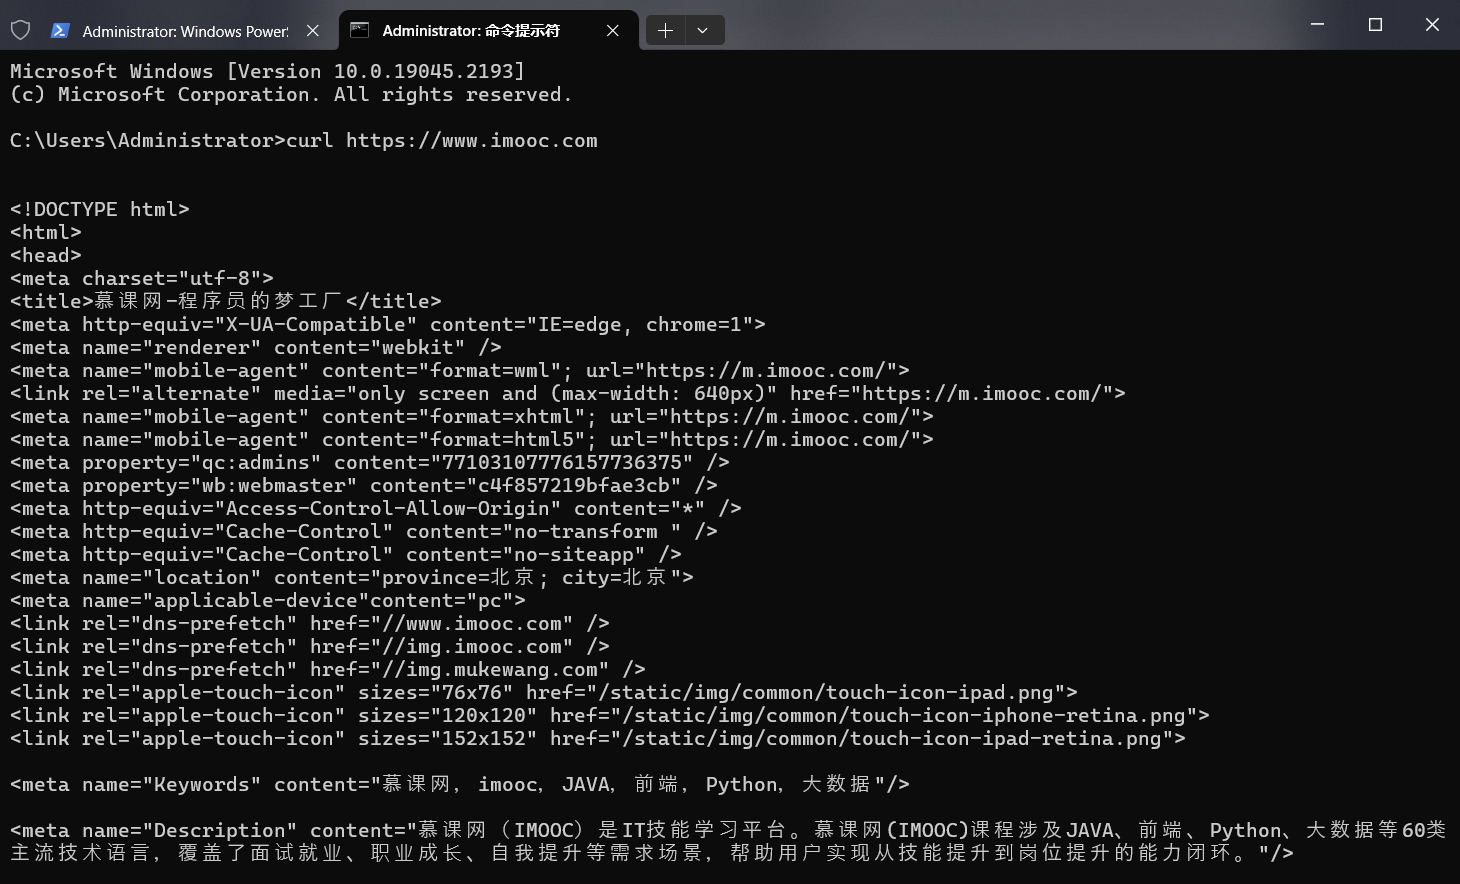 Administrator: Windows PowerS
Administrator: 命令提示符
Microsoft Windows [Version 10.0.19045.2193]
(c) Microsoft Corporation. All rights reserved.
C:\Users\Administrator>curl https://www.imooc.com
<!DOCTYPE html>
<html>
<head>
<meta charset="utf-8">
<title>慕课网-程序员的梦工厂</title>
<meta http-equiv="X-UA-Compatible" content="IE=edge, chrome=1">
<meta name="renderer" content="webkit" />
<meta name="mobile-agent" content="format=wml"; url="https://m.imooc.com/">
<link rel="alternate" media="only screen and (max-width: 640px)" href="https://m.imooc.com/">
<meta name="mobile-agent" content="format=xhtml"; url="https://m.imooc.com/">
<meta name="mobile-agent" content="format=html5"; url="https://m.imooc.com/">
<meta property="qc:admins" content="77103107776157736375" />
<meta property="wb:webmaster" content="c4f857219bfae3cb" />
<meta http-equiv="Access-Control-Allow-Origin" content="*" />
<meta http-equiv="Cache-Control" content="no-transform " />
<meta http-equiv="Cache-Control" content="no-siteapp" />
<meta name="location" content="province=北京; city=北京">
<meta name="applicable-device"content="pc">
<link rel="dns-prefetch" href="//www.imooc.com" />
<link rel="dns-prefetch" href="//img.imooc.com" />
<link rel="dns-prefetch" href="//img.mukewang.com" />
<link rel="apple-touch-icon" sizes="76x76" href="/static/img/common/touch-icon-ipad.png">
<link rel="apple-touch-icon" sizes="120x120" href="/static/img/common/touch-icon-iphone-retina.png">
<link rel="apple-touch-icon" sizes="152x152" href="/static/img/common/touch-icon-ipad-retina.png">
<meta name="Keywords" content="慕课网，imooc，JAVA，前端，Python，大数据"/>
<meta name="Description" content="慕课网（IMOOC）是IT技能学习平台。慕课网(IMOOC)课程涉及JAVA、前端、Python、大数据等60类
主流技术语言，覆盖了面试就业、职业成长、自我提升等需求场景，帮助用户实现从技能提升到岗位提升的能力闭环。"/>